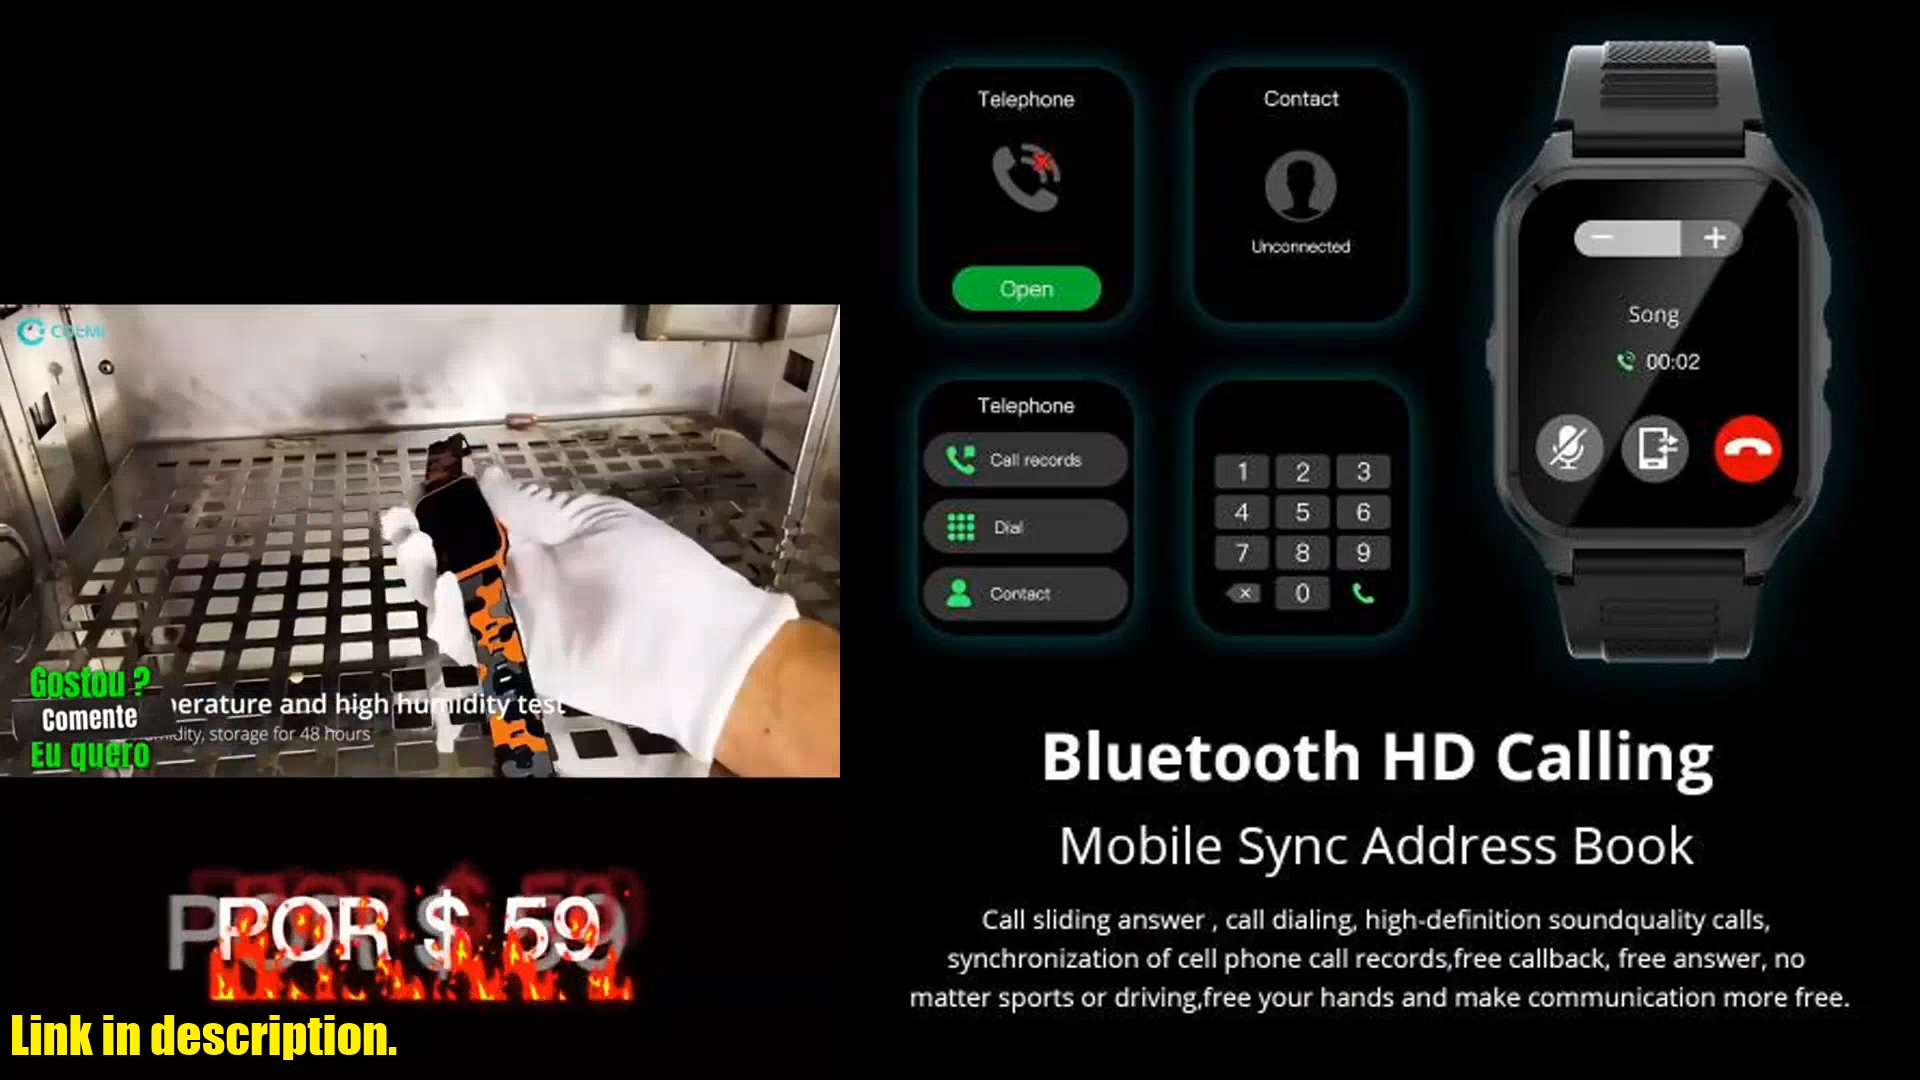 COLMI
perature and high humidity test
humidity, storage for 48 hours
Gostou ?
Comente
Eu quero
POR $ 59
Link in description.
Telephone
Open
Contact
Unconnected
Telephone
Call records
Dial
Contact
1 2 3
4 5 6
7 8 9
0
Song
00:02
Bluetooth HD Calling
Mobile Sync Address Book
Call sliding answer , call dialing, high-definition soundquality calls,
synchronization of cell phone call records,free callback, free answer, no
matter sports or driving,free your hands and make communication more free.